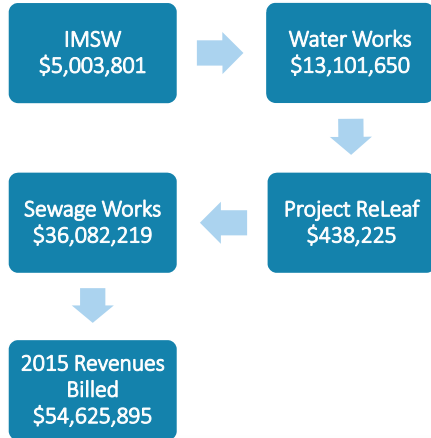 IMSW
$5,003,801
Water Works
$13,101,650
Project ReLeaf
$438,225
Sewage Works
$36,082,219
2015 Revenues
Billed
$54,625,895